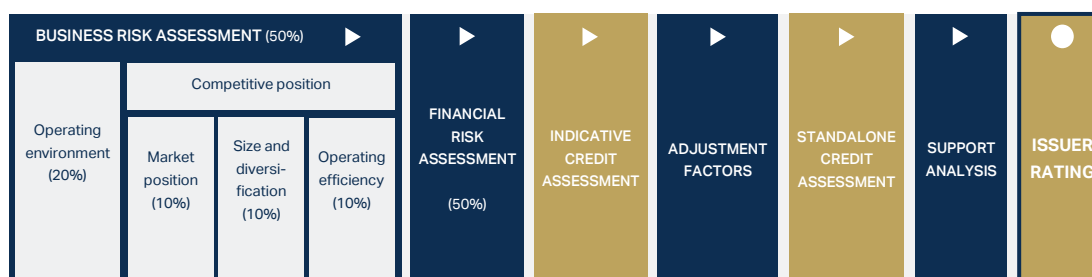 BUSINESS RISK ASSESSMENT (50%)
Operating
environment
(20%)
Competitive position
Market
position
(10%)
Size and
diversi-
fication
(10%)
Operating
efficiency
(10%)
FINANCIAL
RISK
ASSESSMENT
(50%)
INDICATIVE
CREDIT
ASSESSMENT
ADJUSTMENT
FACTORS
STANDALONE
CREDIT
ASSESSMENT
SUPPORT
ANALYSIS
ISSUER
RATING